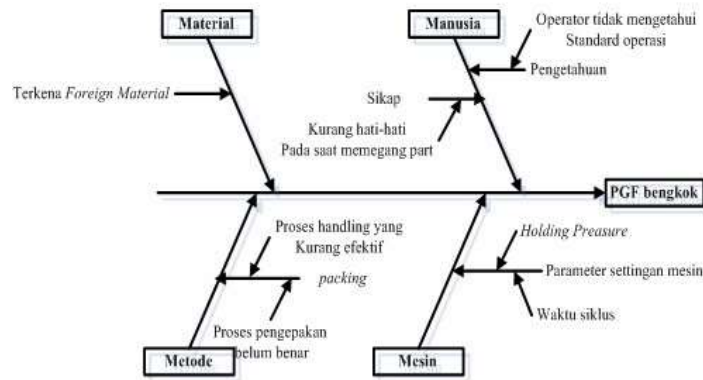 Material
Manusia
Operator tidak mengetahui
Standard operasi
Pengetahuan
Terkena Foreign Material
Sikap
Kurang hati-hati
Pada saat memegang part
PGF bengkok
Proses handling yang
Kurang efektif
packing
Proses pengepakan
belum benar
Holding Preasure
Parameter settingan mesin
Waktu siklus
Metode
Mesin